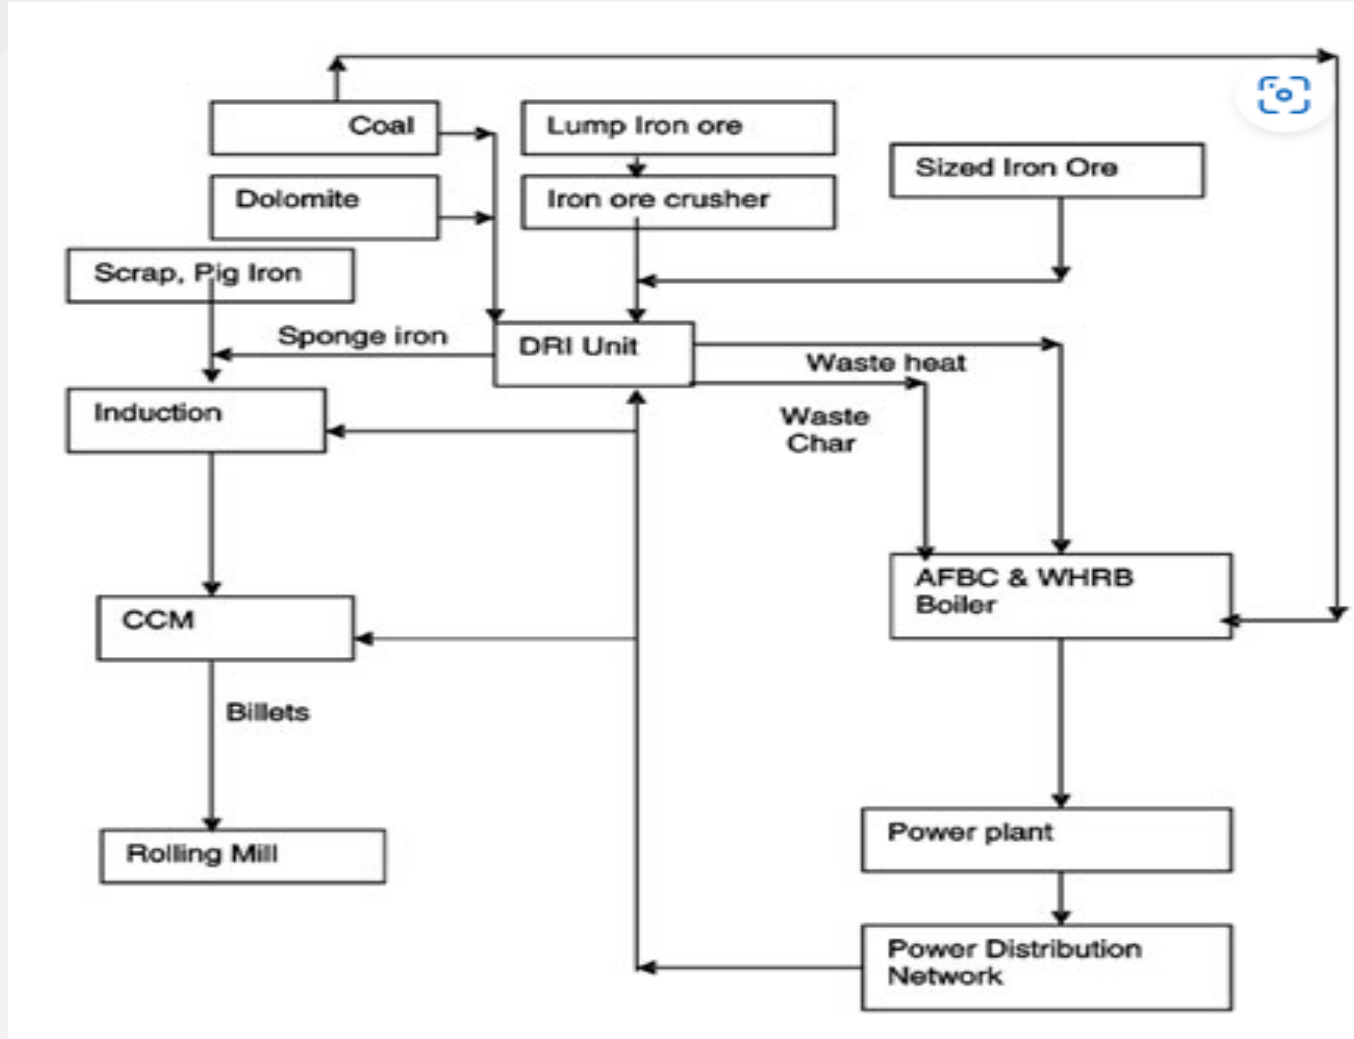 Coal
Lump Iron ore
Sized Iron Ore
Dolomite
Iron ore crusher
Scrap, Pig Iron
Sponge iron
DRI Unit
Waste heat
Induction
Waste
Char
AFBC & WHRB
Boiler
CCM
Billets
Power plant
Rolling Mill
Power Distribution
Network